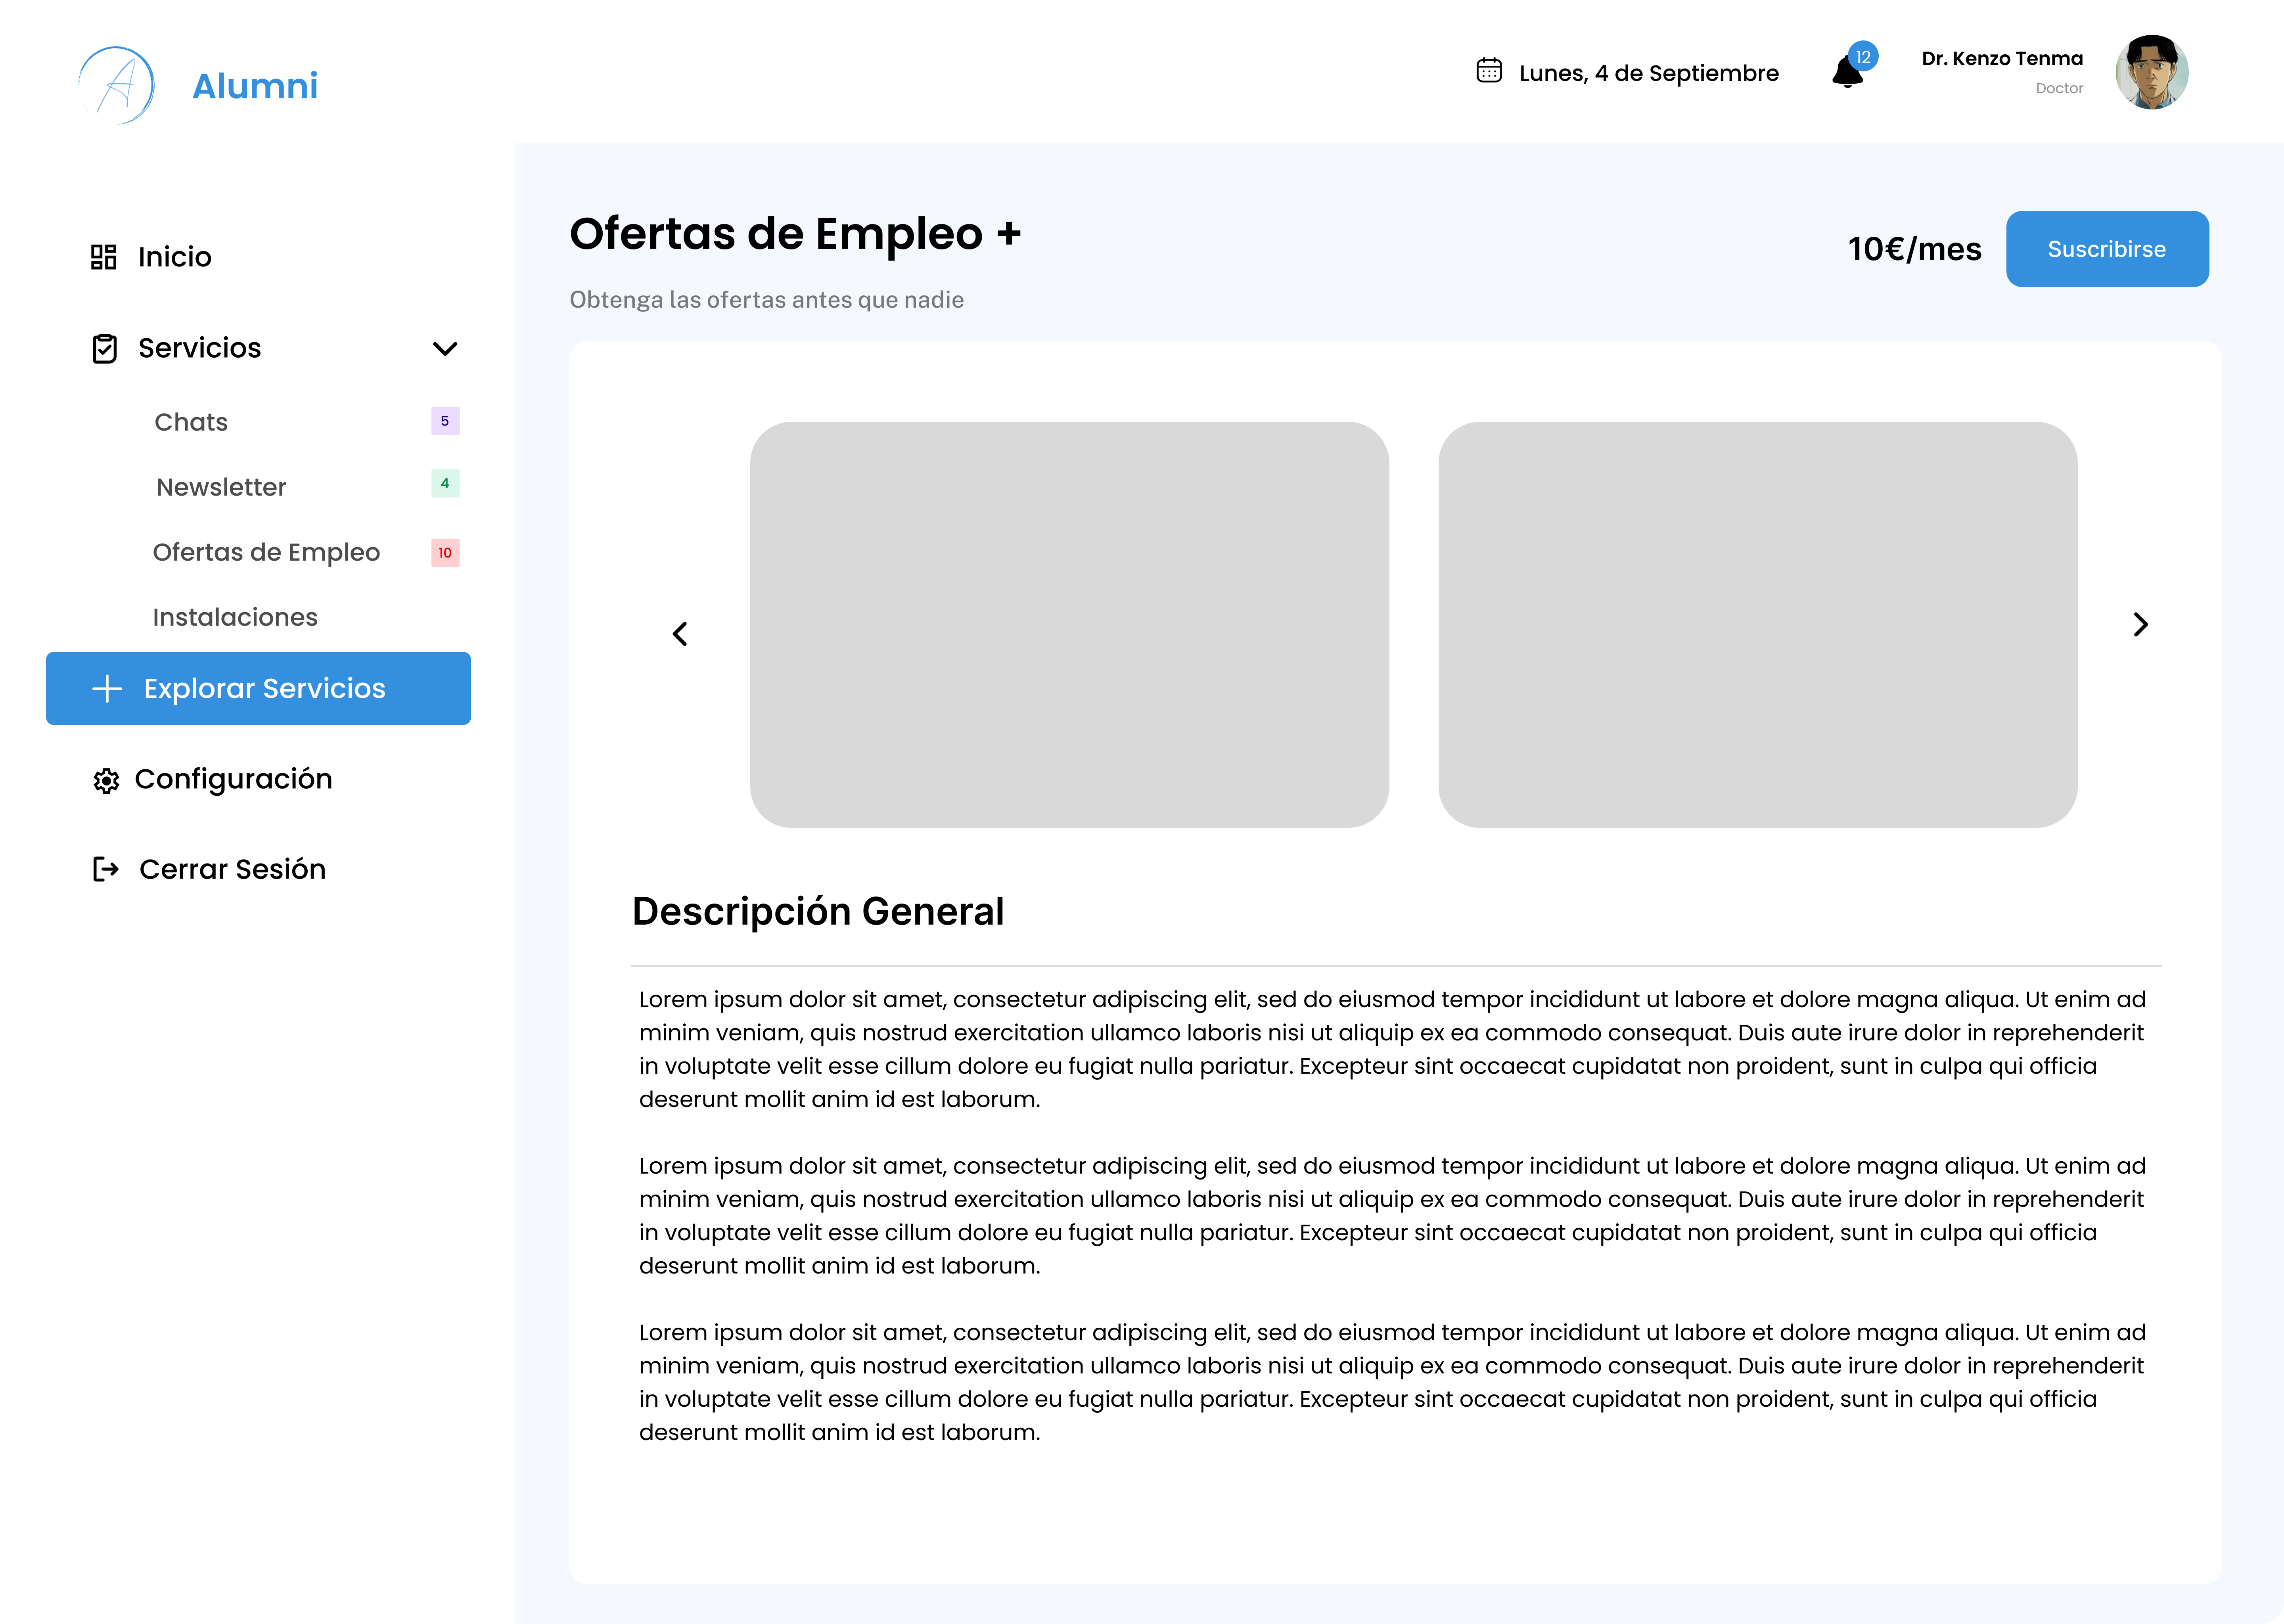 Alumni
Lunes, 4 de Septiembre
12
Dr. Kenzo Tenma
Doctor
Inicio
Servicios
Chats
5
Newsletter
4
Ofertas de Empleo
10
Instalaciones
Explorar Servicios
Configuración
Cerrar Sesión
Ofertas de Empleo +
Obtenga las ofertas antes que nadie
10€/mes
Suscribirse
Descripción General
Lorem ipsum dolor sit amet, consectetur adipiscing elit, sed do eiusmod tempor incididunt ut labore et dolore magna aliqua. Ut enim ad
minim veniam, quis nostrud exercitation ullamco laboris nisi ut aliquip ex ea commodo consequat. Duis aute irure dolor in reprehenderit
in voluptate velit esse cillum dolore eu fugiat nulla pariatur. Excepteur sint occaecat cupidatat non proident, sunt in culpa qui officia
deserunt mollit anim id est laborum.
Lorem ipsum dolor sit amet, consectetur adipiscing elit, sed do eiusmod tempor incididunt ut labore et dolore magna aliqua. Ut enim ad
minim veniam, quis nostrud exercitation ullamco laboris nisi ut aliquip ex ea commodo consequat. Duis aute irure dolor in reprehenderit
in voluptate velit esse cillum dolore eu fugiat nulla pariatur. Excepteur sint occaecat cupidatat non proident, sunt in culpa qui officia
deserunt mollit anim id est laborum.
Lorem ipsum dolor sit amet, consectetur adipiscing elit, sed do eiusmod tempor incididunt ut labore et dolore magna aliqua. Ut enim ad
minim veniam, quis nostrud exercitation ullamco laboris nisi ut aliquip ex ea commodo consequat. Duis aute irure dolor in reprehenderit
in voluptate velit esse cillum dolore eu fugiat nulla pariatur. Excepteur sint occaecat cupidatat non proident, sunt in culpa qui officia
deserunt mollit anim id est laborum.